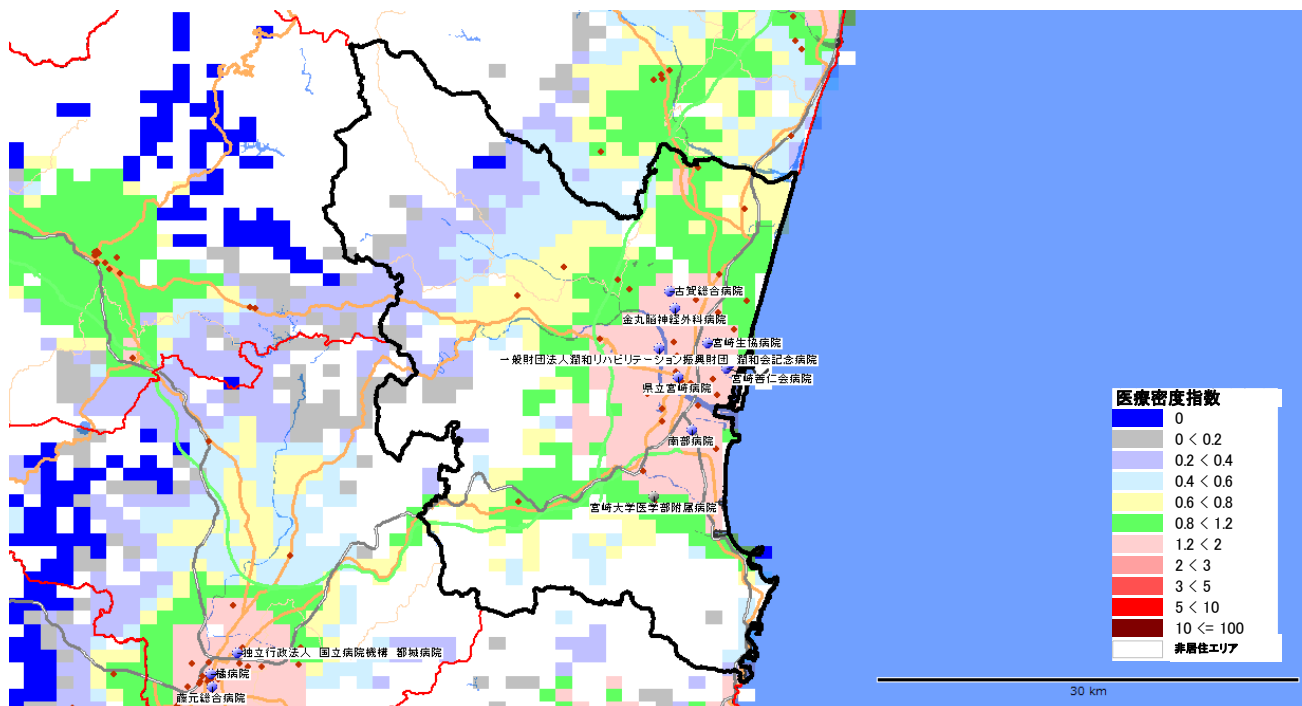 古賀総合病院
金丸脳神経外科病院
宮崎生協病院
一般財団法人潤和リハビリテーション振興財団 潤和会記念病院
宮崎善仁会病院
県立宮崎病院
南部病院
宮崎大学医学部附属病院
独立行政法人 国立病院機構 都城病院
橘病院
藤元総合病院
医療密度指数
0
0 < 0.2
0.2 < 0.4
0.4 < 0.6
0.6 < 0.8
0.8 < 1.2
1.2 < 2
2 < 3
3 < 5
5 < 10
10 <= 100
非居住エリア
30 km